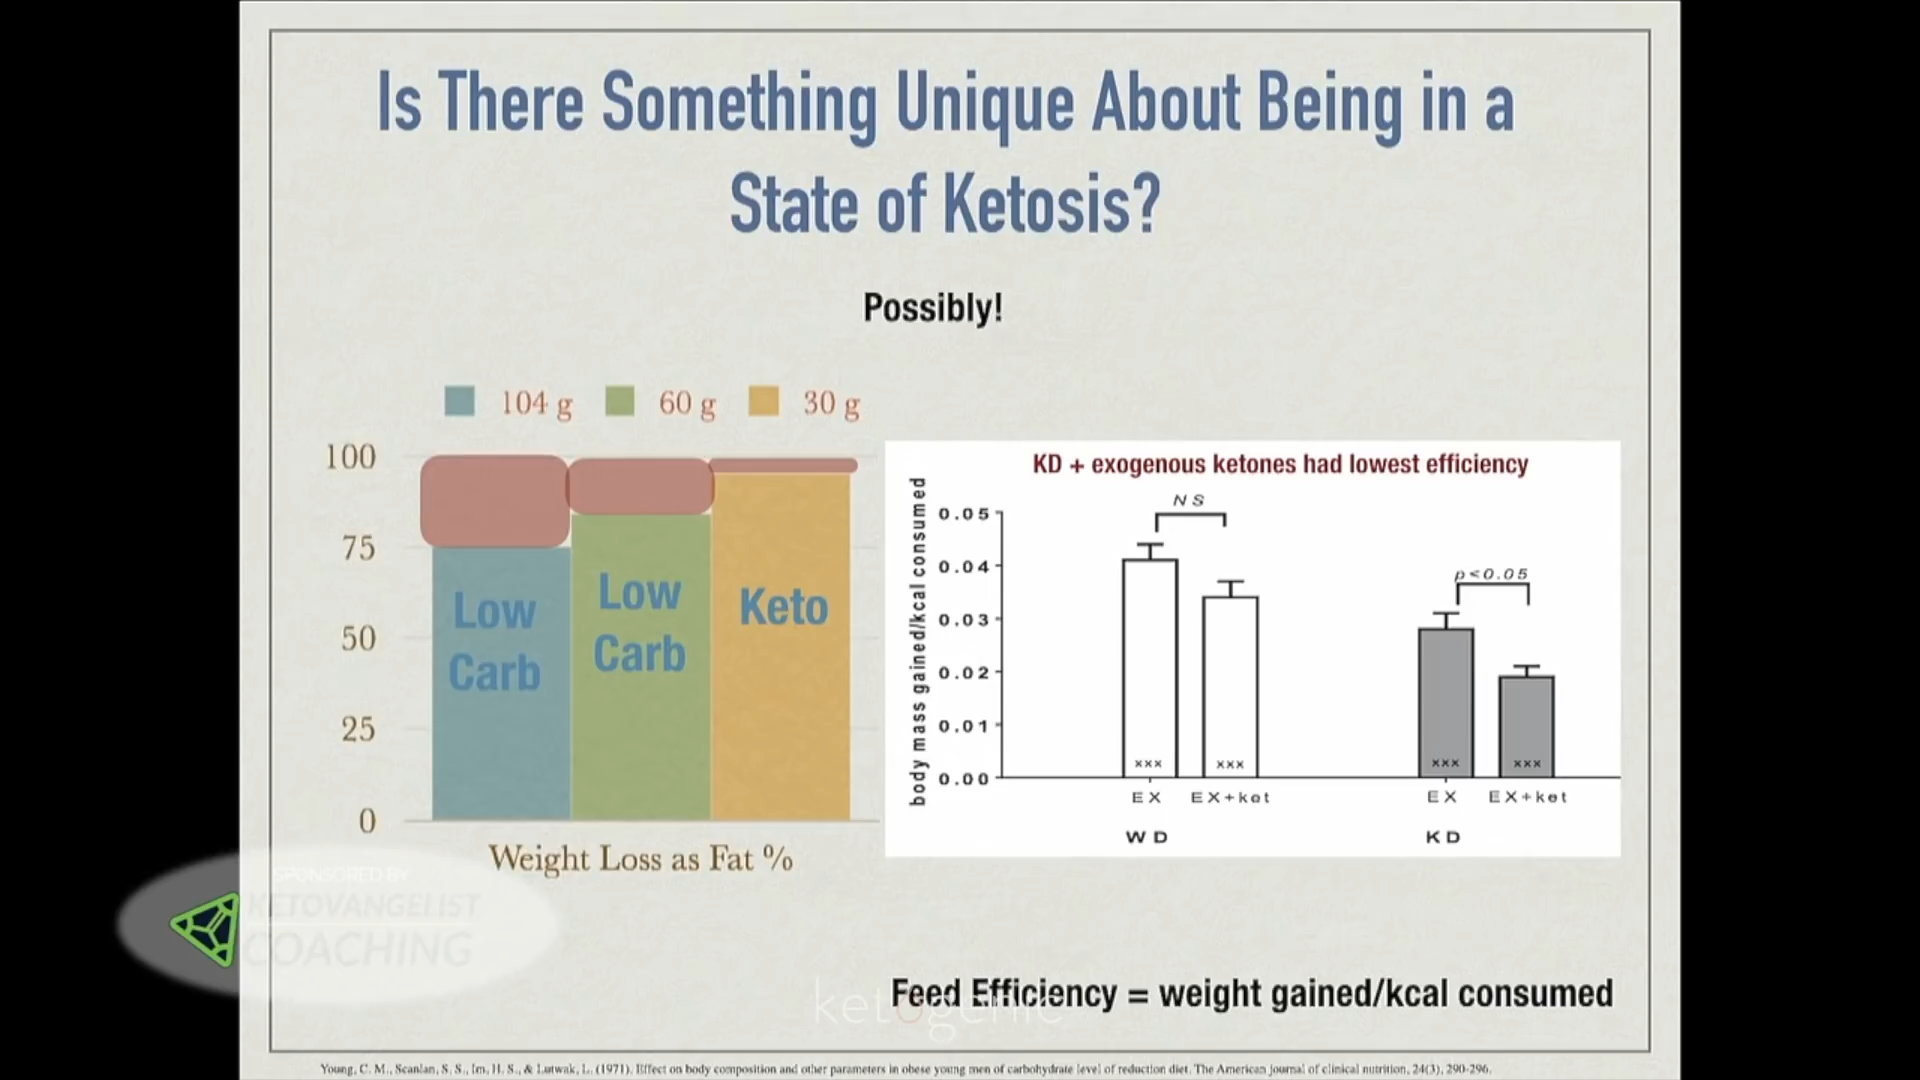 Is There Something Unique About Being in a
State of Ketosis?
Possibly!
104 g 60 g 30 g
100
75
50
25
0
Low
Carb
Low
Carb
Keto
Weight Loss as Fat %
KD + exogenous ketones had lowest efficiency
body mass gained/kcal consumed
0.05
0.04
0.03
0.02
0.01
0.00
NS
p<0.05
xxx xxx xxx xxx
EX EX+ket EX EX+ket
WD KD
SPONSORED BY
KETOVANGELIST
COACHING
Feed Efficiency = weight gained/kcal consumed
ketogenic
Young, C. M., Scanlan, S. S., Im, H. S., & Lutwak, L. (1971). Effect on body composition and other parameters in obese young men of carbohydrate level of reduction diet. The American journal of clinical nutrition, 24(3), 290-296.